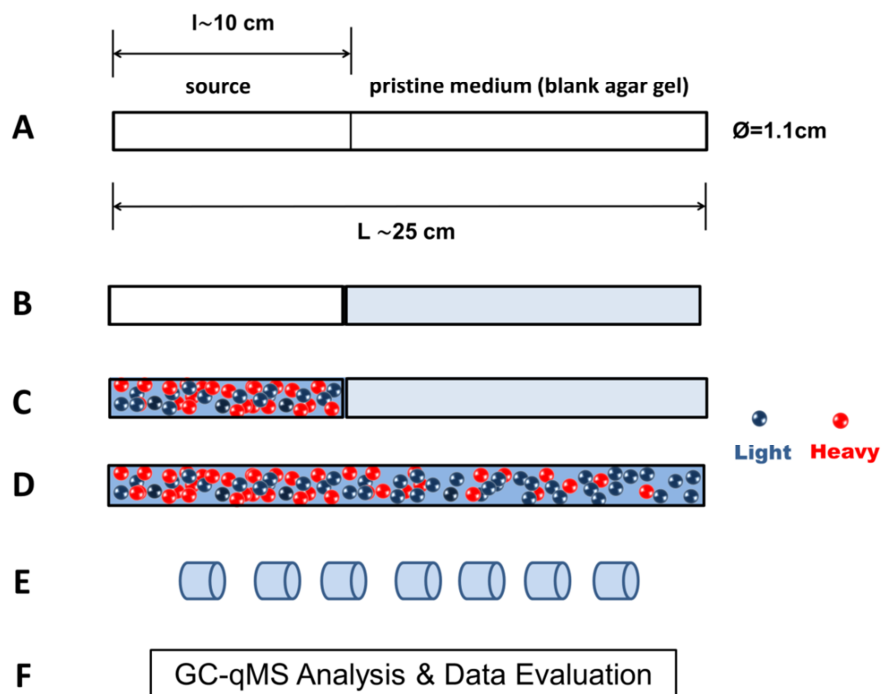 l~10 cm
source
pristine medium (blank agar gel)
A
Ø=1.1cm
L ~25 cm
B
C
Light
Heavy
D
E
F
GC-qMS Analysis & Data Evaluation